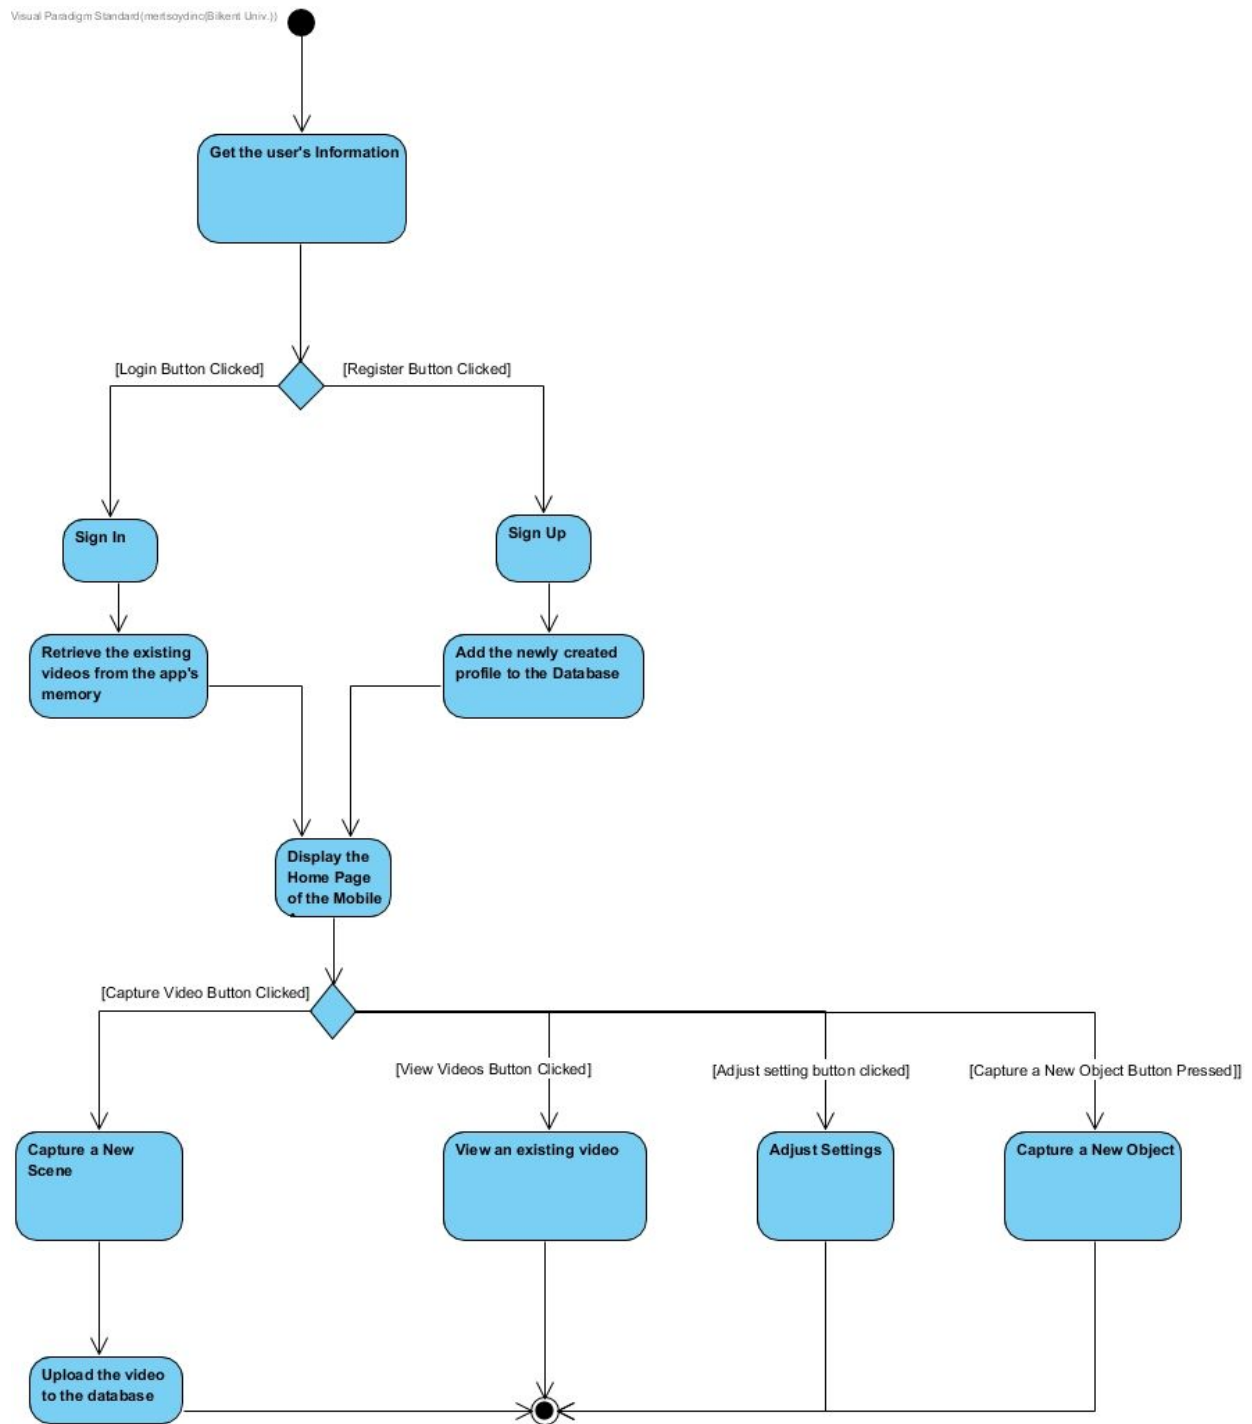 Visual Paradigm Standard(mertsoydinc(Bilkent Univ.))
Get the user's Information
[Login Button Clicked]
[Register Button Clicked]
Sign In
Sign Up
Retrieve the existing
videos from the app's
memory
Add the newly created
profile to the Database
Display the
Home Page
of the Mobile
[Capture Video Button Clicked]
[View Videos Button Clicked]
[Adjust setting button clicked]
[Capture a New Object Button Pressed]]
Capture a New
Scene
View an existing video
Adjust Settings
Capture a New Object
Upload the video
to the database